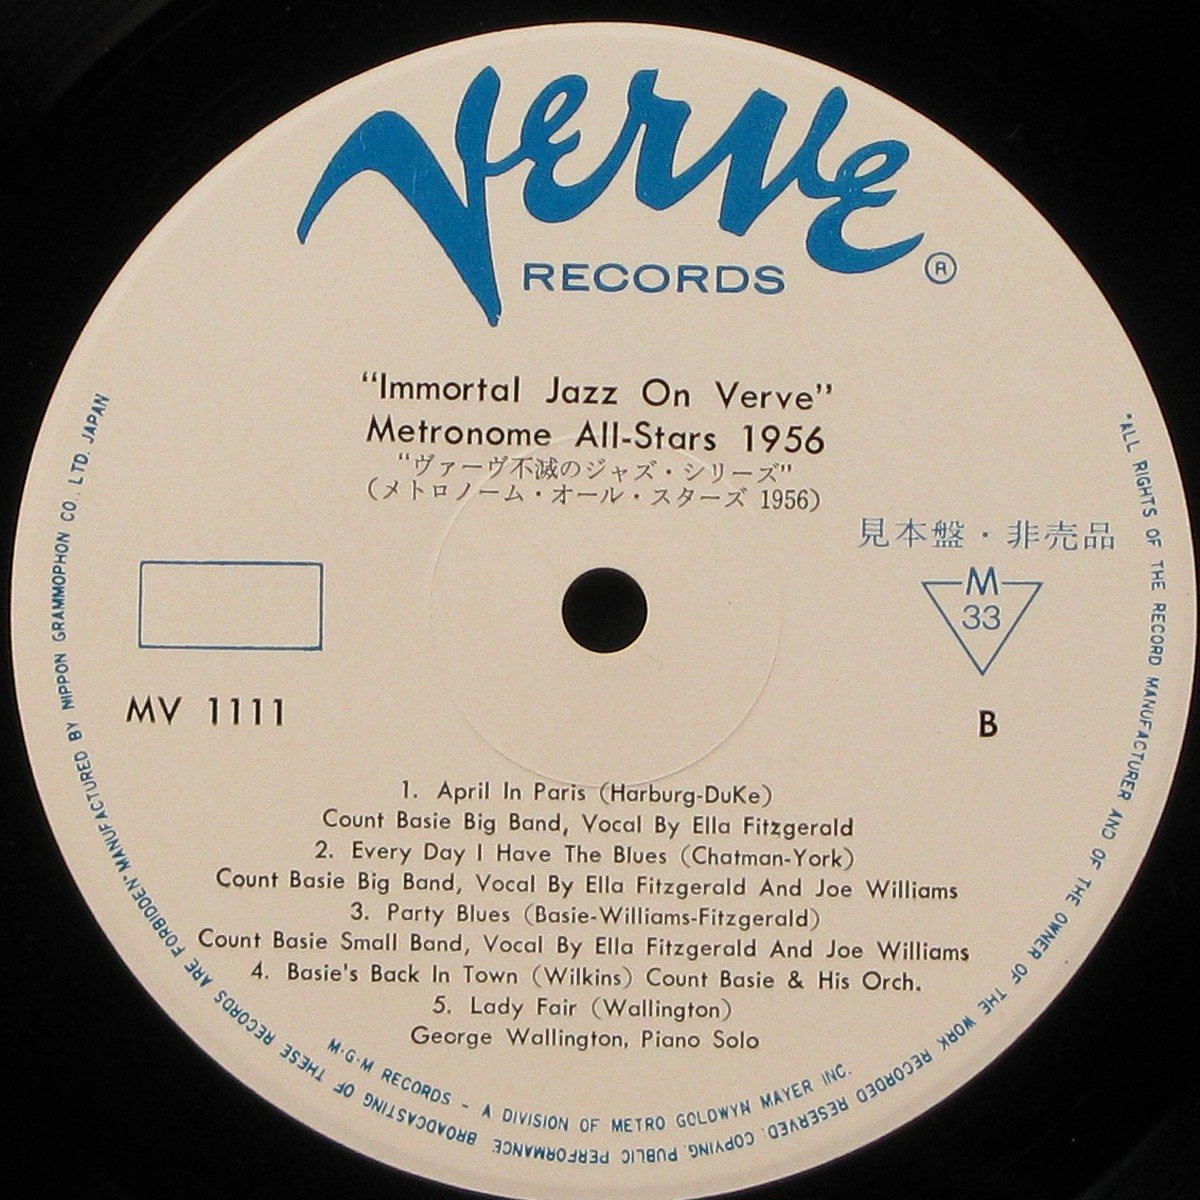 Verve
RECORDS ®
"Immortal Jazz On Verve"
Metronome All-Stars 1956
"ヴァーヴ不滅のジャズ・シリーズ"
(メトロノーム・オール・スターズ 1956)
見本盤・非売品
M
33
MV 1111
B
1. April In Paris (Harburg-DuKe)
Count Basie Big Band, Vocal By Ella Fitzgerald
2. Every Day I Have The Blues (Chatman-York)
Count Basie Big Band, Vocal By Ella Fitzgerald And Joe Williams
3. Party Blues (Basie-Williams-Fitzgerald)
Count Basie Small Band, Vocal By Ella Fitzgerald And Joe Williams
4. Basie's Back In Town (Wilkins) Count Basie & His Orch.
5. Lady Fair (Wallington)
George Wallington, Piano Solo
M·G·M RECORDS - A DIVISION OF METRO GOLDWYN MAYER INC.
"ALL RIGHTS OF THE RECORD MANUFACTURER AND OF THE OWNER OF THE WORK RECORDED RESERVED. COPYING, PUBLIC PERFORMANCE BROADCASTING OF THESE RECORDS ARE FORBIDDEN" MANUFACTURED BY NIPPON GRAMMOPHON CO., LTD. JAPAN